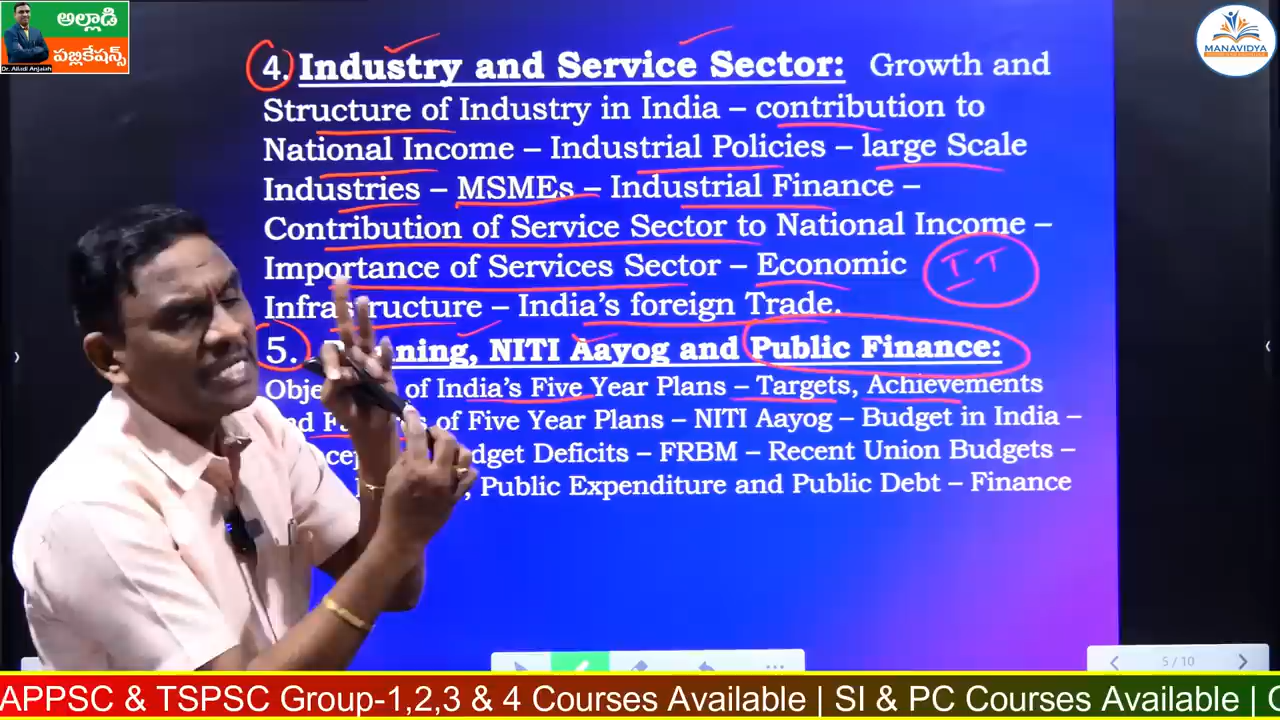 అల్లాడి
పబ్లికేషన్స్
Dr. Alladi Anjaiah
MANAVIDYA
4. Industry and Service Sector: Growth and
Structure of Industry in India – contribution to
National Income – Industrial Policies – large Scale
Industries – MSMEs – Industrial Finance –
Contribution of Service Sector to National Income –
Importance of Services Sector – Economic
IT
Infrastructure – India's foreign Trade.
5. NITI Aayog and Public Finance:
of India's Five Year Plans – Targets, Achievements
of Five Year Plans – NITI Aayog – Budget in India –
Deficits – FRBM – Recent Union Budgets –
, Public Expenditure and Public Debt – Finance
5 / 10
APPSC & TSPSC Group-1,2,3 & 4 Courses Available | SI & PC Courses Available |